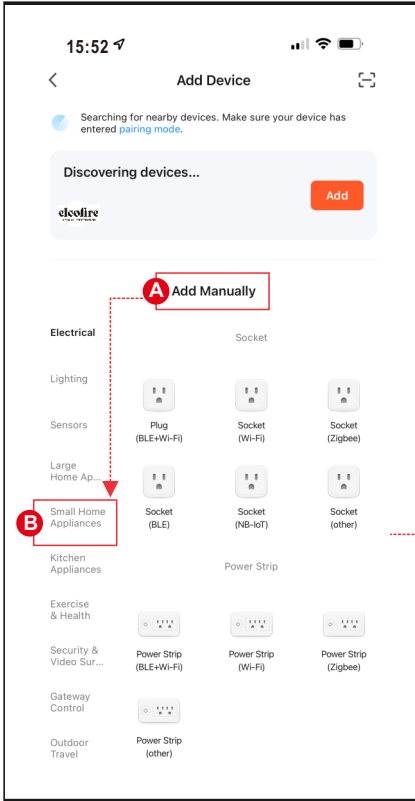 15:52
Add Device
Searching for nearby devices. Make sure your device has
entered pairing mode.
Discovering devices...
Add
elcofire
A
Add Manually
Electrical
Socket
Lighting
Sensors
Plug
(BLE+Wi-Fi)
Socket
(Wi-Fi)
Socket
(Zigbee)
Large
Home Ap...
B
Small Home
Appliances
Socket
(BLE)
Socket
(NB-IoT)
Socket
(other)
Kitchen
Appliances
Power Strip
Exercise
& Health
Security &
Video Sur...
Power Strip
(BLE+Wi-Fi)
Power Strip
(Wi-Fi)
Power Strip
(Zigbee)
Gateway
Control
Outdoor
Travel
Power Strip
(other)